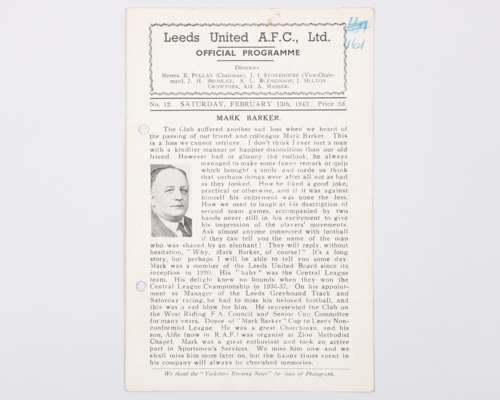 Leeds United A.F.C., Ltd.
OFFICIAL PROGRAMME
Directors
Messrs. E. PULLAN (Chairman), J. J. STONEHOUSE (Vice-Chair-
man), J. H. BROMLEY, A. C. BLENKINSOP, J. HILTON
CROWTHER, Ald. A. MASSER.
161
No. 12 SATURDAY, FEBRUARY 13th, 1943. Price 2d
MARK BARKER.
The Club suffered another sad loss when we heard of
the passing of our friend and colleague Mark Barker. This
is a loss we cannot retrieve. I don't think I ever met a man
with a kindlier manner or happier disposition than our old
friend. However bad or gloomy the outlook, he always
managed to make some funny remark or quip
which brought a smile and made us think
that perhaps things were after all not as bad
as they looked. How he liked a good joke,
practical or otherwise, and if it was against
himself his enjoyment was none the less.
How we used to laugh at his description of
second team games, accompanied by two
hands never still in his excitement to give
his impression of the players' movements.
Ask almost anyone connected with football
if they can tell you the name of the man
who was shaved by an elephant! They will reply, without
hesitation, "Why, Mark Barker, of course!" It's a long
story, but perhaps I will be able to tell you some day.
Mark was a member of the Leeds United Board since its
inception in 1920. His "baby" was the Central League
team. His delight knew no bounds when they won the
Central League Championship in 1936-37. On his appoint-
ment as Manager of the Leeds Greyhound Track and
Saturday racing, he had to miss his beloved football, and
this was a sad blow for him. He represented the Club on
the West Riding F.A. Council and Senior Cup Committee
for many years. Donor of "Mark Barker" Cup to Leeds Non-
conformist League. He was a great Churchman, and his
son, Alfie (now in R.A.F.) was organist at Zion Methodist
Chapel. Mark was a great enthusiast and took an active
part in Sportsmen's Services. We miss him now and we
shall miss him more later on, but the happy times spent in
his company will always be cherished memories.
We thank the "Yorkshire Evening News" for loan of Photograph.